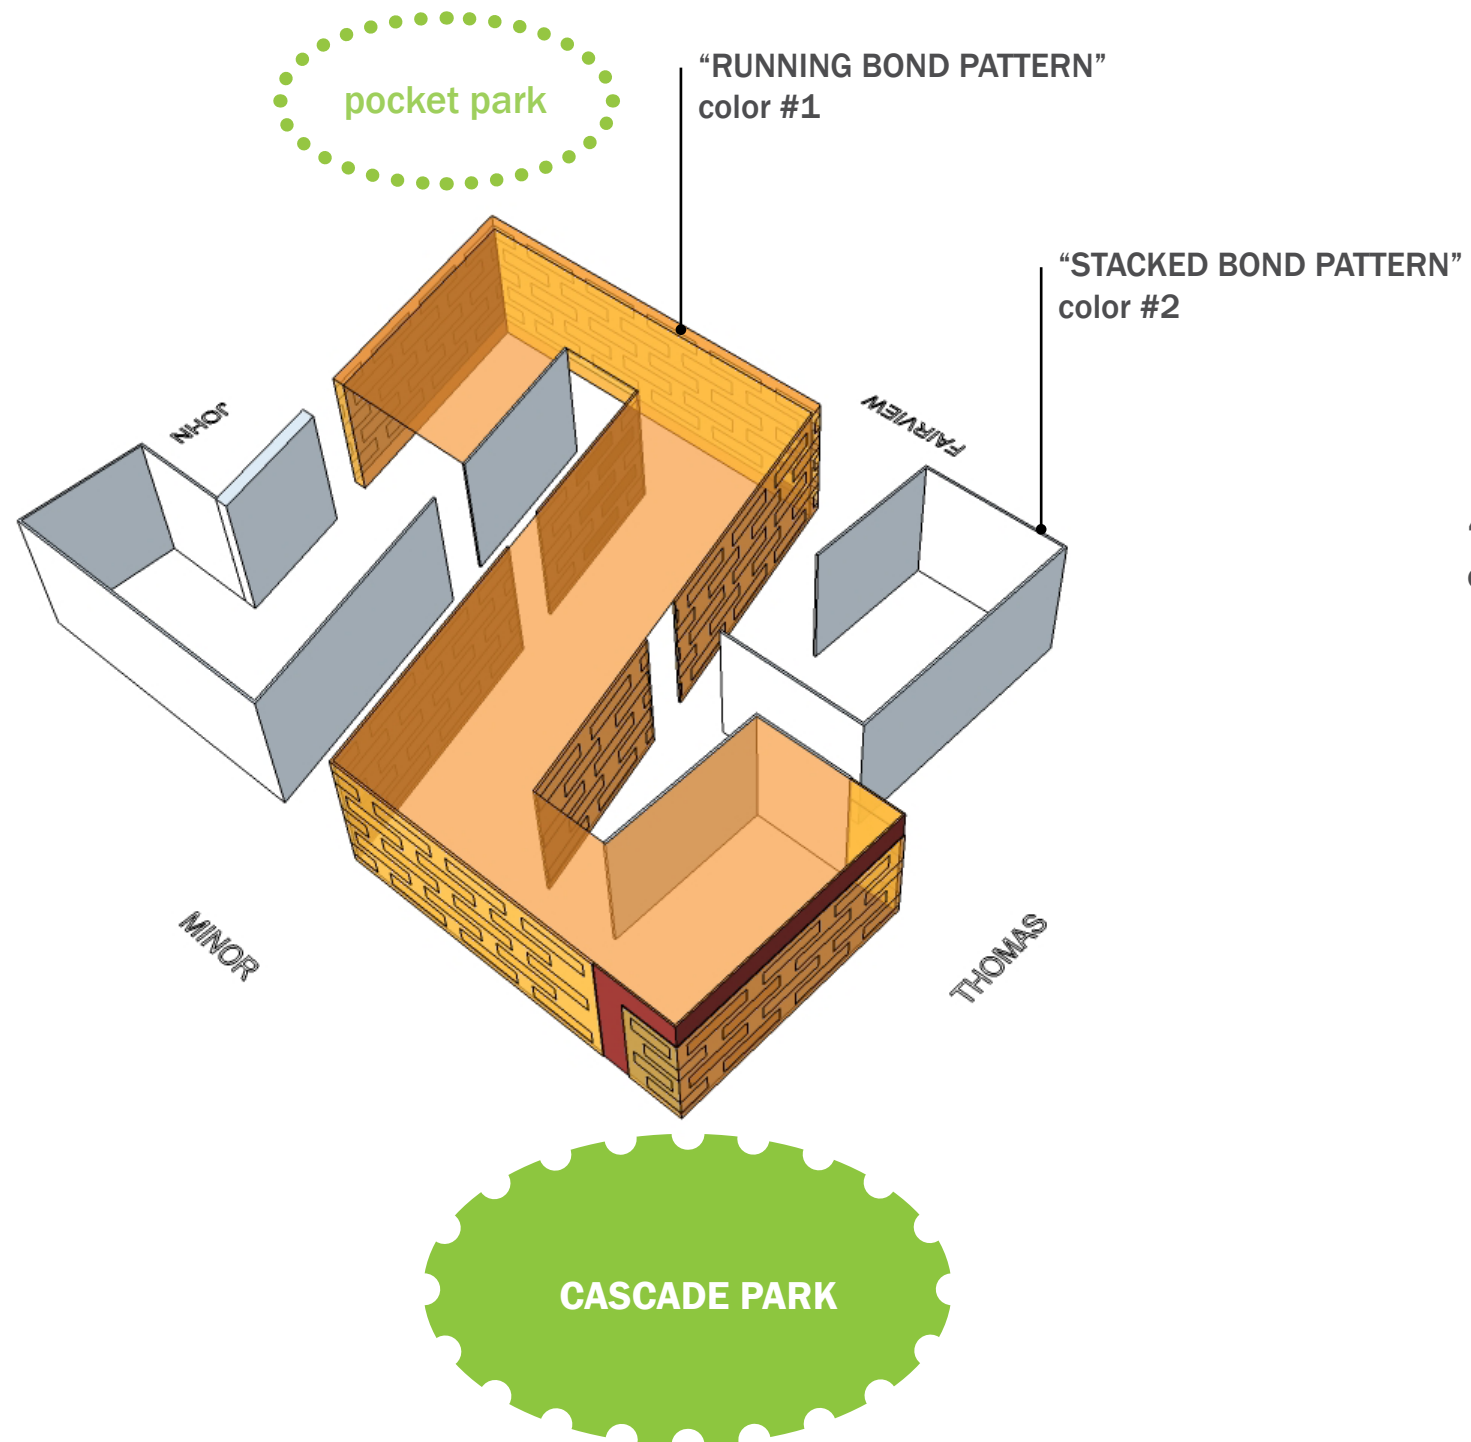 pocket park
“RUNNING BOND PATTERN”
color #1
“STACKED BOND PATTERN”
color #2
JOHN
FAIRVIEW
MINOR
THOMAS
CASCADE PARK